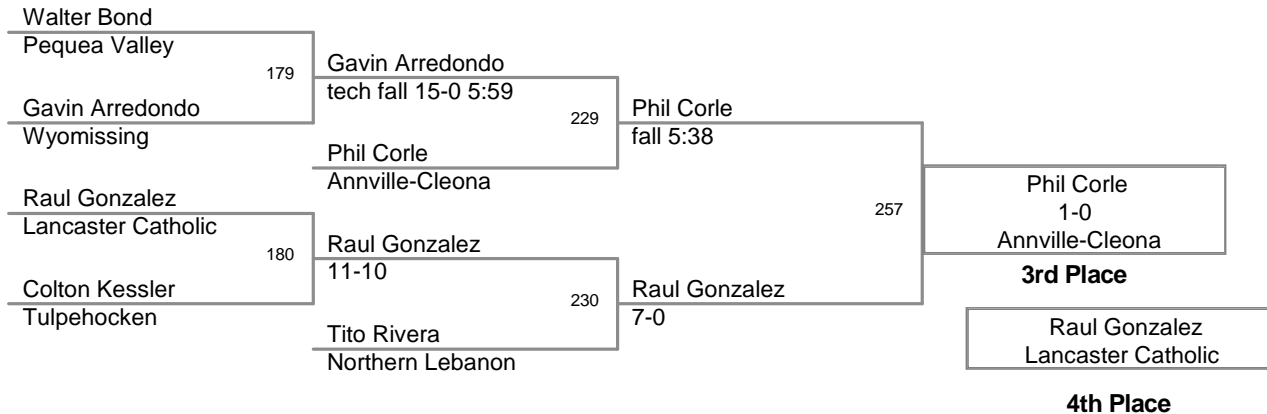 Walter Bond
Pequea Valley
179
Gavin Arredondo
Wyomissing
Gavin Arredondo
tech fall 15-0 5:59
229
Phil Corle
Annville-Cleona
Phil Corle
fall 5:38
Raul Gonzalez
Lancaster Catholic
180
Colton Kessler
Tulpehocken
Raul Gonzalez
11-10
230
Tito Rivera
Northern Lebanon
Raul Gonzalez
7-0
257
Phil Corle
1-0
Annville-Cleona
3rd Place
Raul Gonzalez
Lancaster Catholic
4th Place